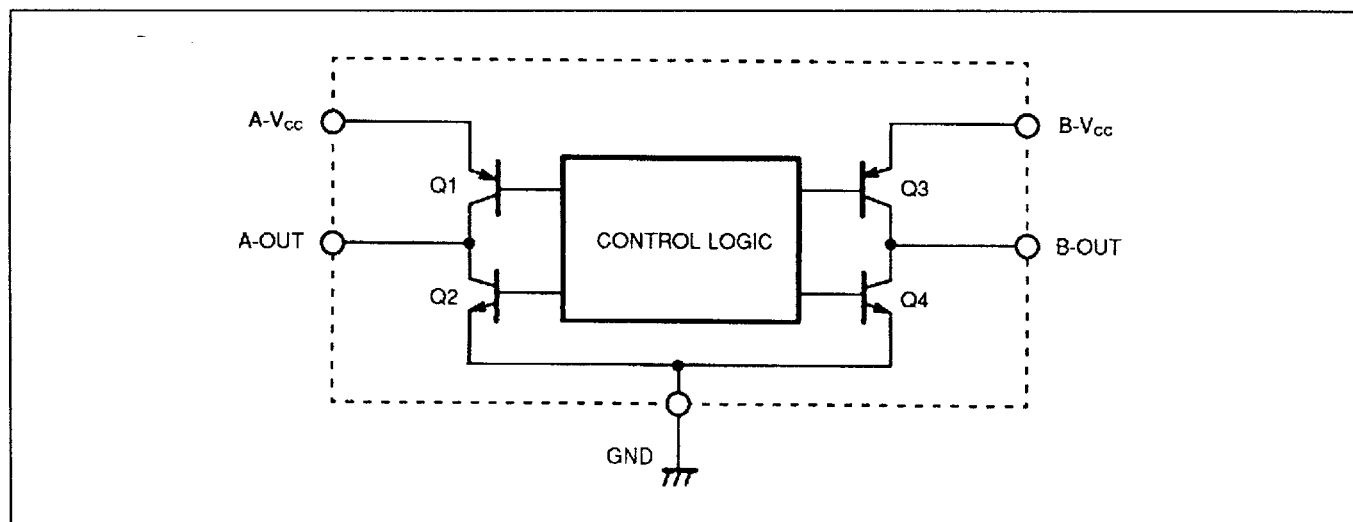 A-Vcc
B-Vcc
Q1
Q3
A-OUT
CONTROL LOGIC
B-OUT
Q2
Q4
GND